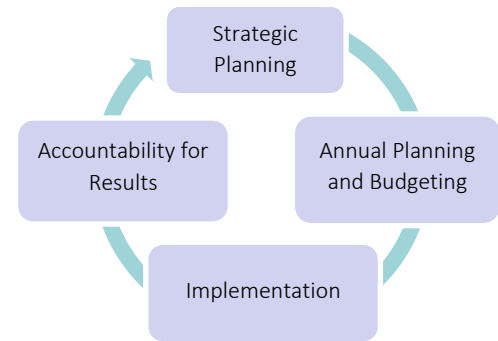 Strategic
Planning
Annual Planning
and Budgeting
Implementation
Accountability for
Results